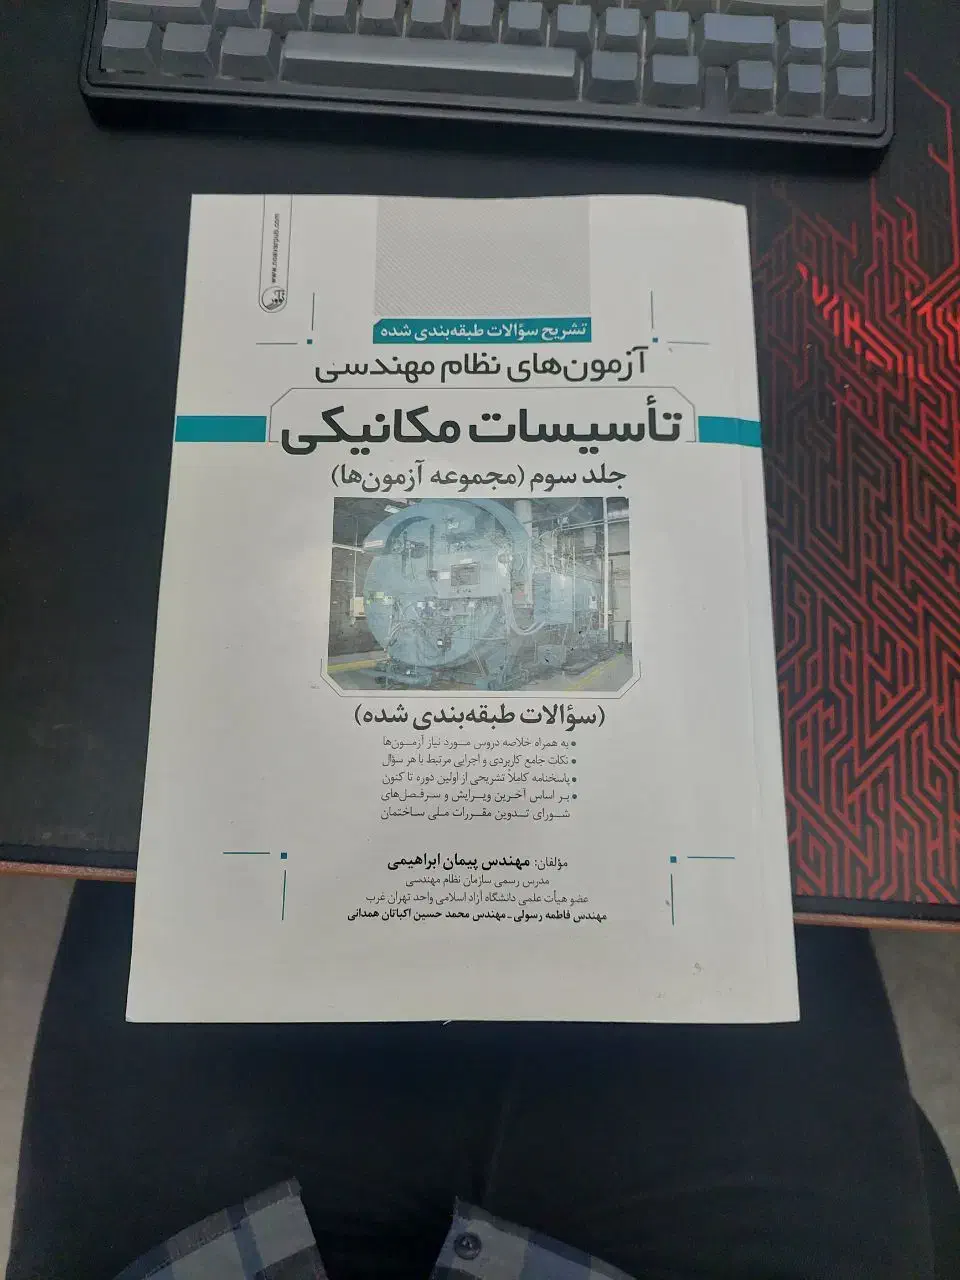 www.noavarpub.com
نوآور
تشریح سؤالات طبقه‌بندی شده
آزمون‌های نظام مهندسی
تأسیسات مکانیکی
جلد سوم (مجموعه آزمون‌ها)
(سؤالات طبقه‌بندی شده)
• به همراه خلاصه دروس مورد نیاز آزمون‌ها
• نکات جامع کاربردی و اجرایی مرتبط با هر سؤال
• پاسخنامه کاملاً تشریحی از اولین دوره تا کنون
• بر اساس آخرین ویرایش و سرفصل‌های
شورای تدوین مقررات ملی ساختمان
مؤلفان: مهندس پیمان ابراهیمی
مدرس رسمی سازمان نظام مهندسی
عضو هیأت علمی دانشگاه آزاد اسلامی واحد تهران غرب
مهندس فاطمه رسولی - مهندس محمد حسین اکباتان همدانی